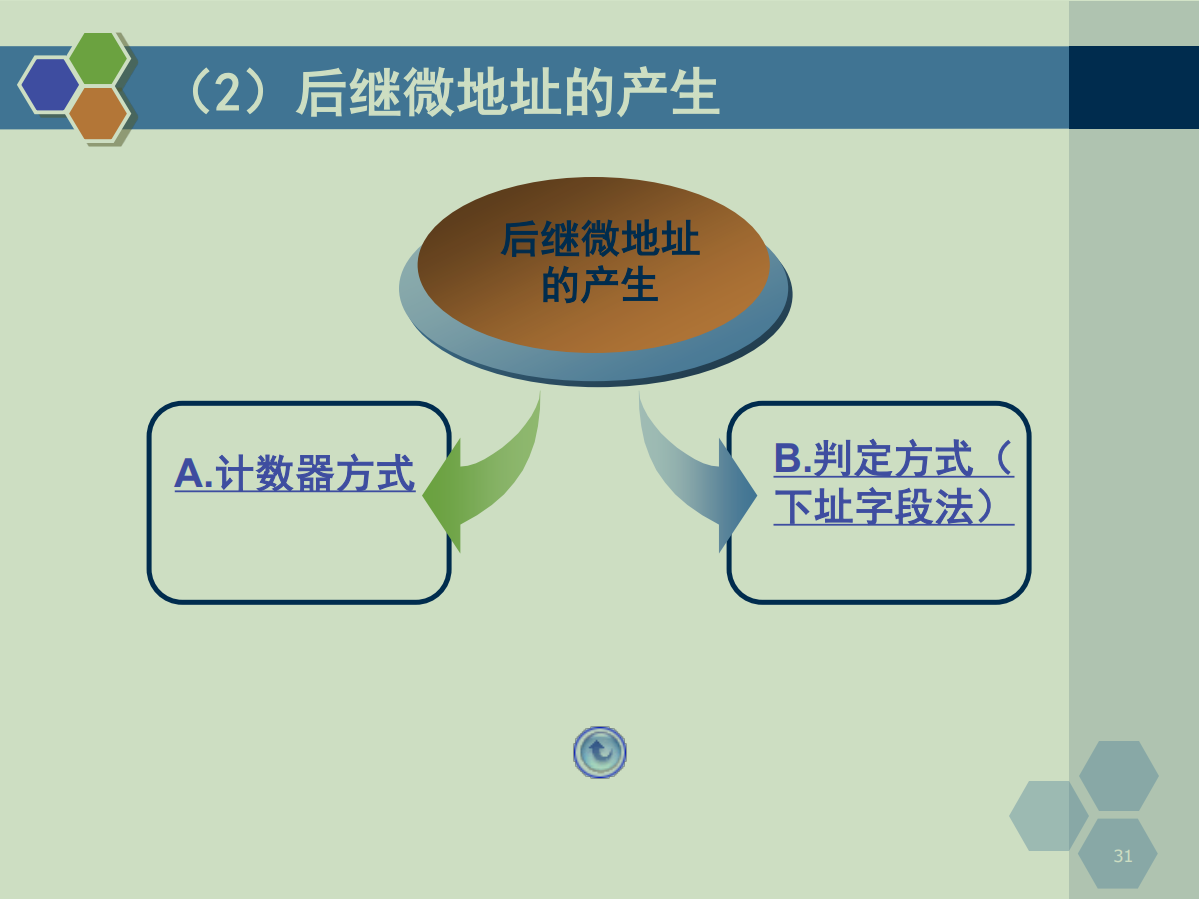 （2）后继微地址的产生
后继微地址
的产生
A.计数器方式
B.判定方式（
下址字段法）
31